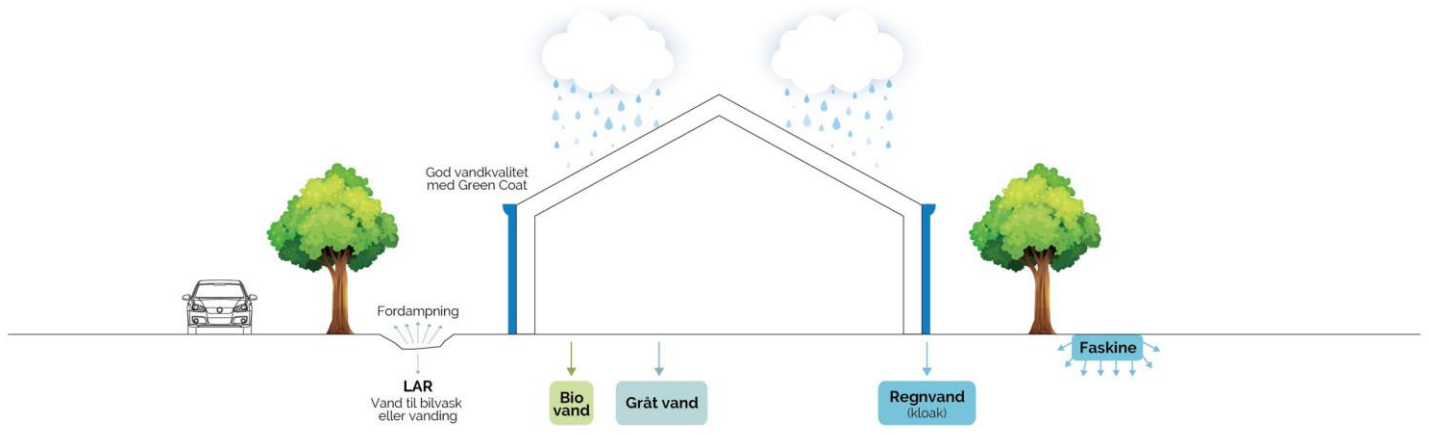 God vandkvalitet
med Green Coat
Fordampning
LAR
Vand til bilvask
eller vanding
Bio
vand
Gråt vand
Regnvand
(kloak)
Faskine